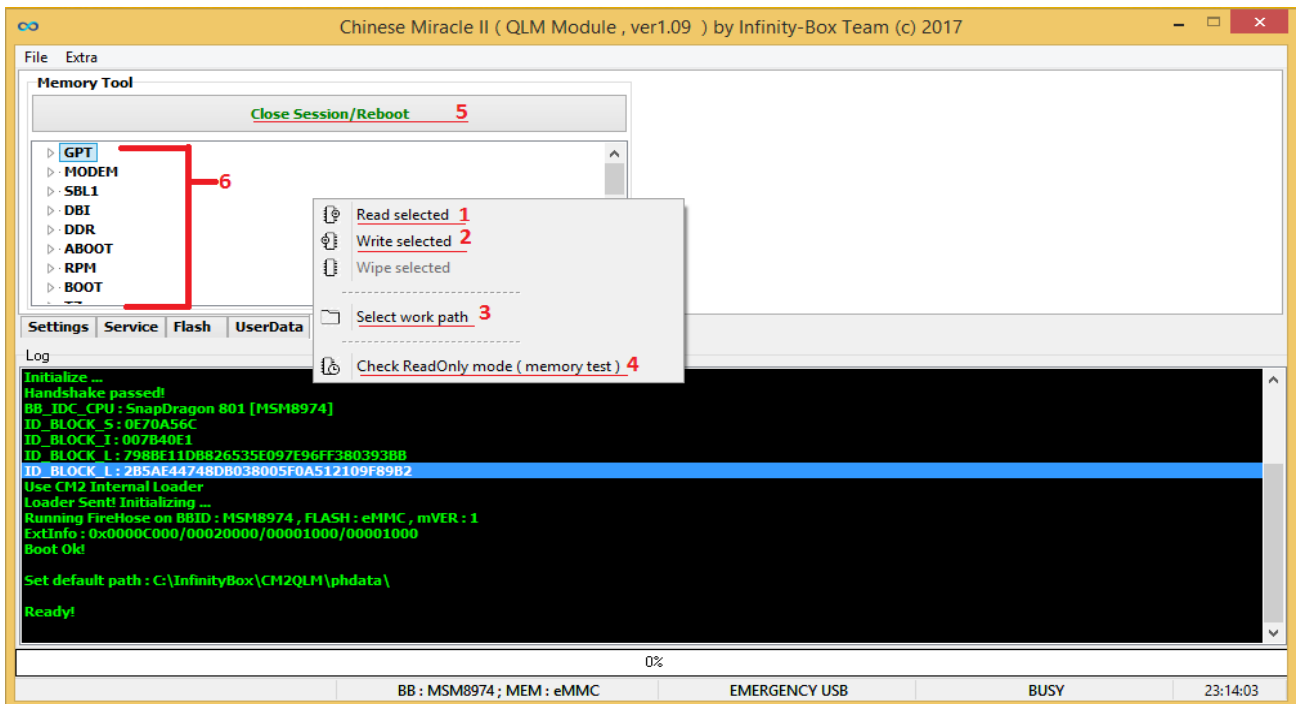 Chinese Miracle II ( QLM Module , ver1.09 ) by Infinity-Box Team (c) 2017
File Extra
Memory Tool
Close Session/Reboot 5
GPT
MODEM
6
SBL1
DBI
DDR
ABOOT
RPM
BOOT
Read selected 1
Write selected 2
Wipe selected
Select work path 3
Check ReadOnly mode ( memory test ) 4
Settings Service Flash UserData
Log
Initialize ...
Handshake passed!
BB_IDC_CPU : SnapDragon 801 [MSM8974]
ID_BLOCK_S : 0E70A56C
ID_BLOCK_I : 007B40E1
ID_BLOCK_L : 798BE11DB826535E097E96FF380393BB
ID_BLOCK_L : 2B5AE44748DB038005F0A512109F89B2
Use CM2 Internal Loader
Loader Sent! Initializing ...
Running FireHose on BBID : MSM8974 , FLASH : eMMC , mVER : 1
ExtInfo : 0x0000C000/00020000/00001000/00001000
Boot Ok!
Set default path : C:\InfinityBox\CM2QLM\phdata\
Ready!
0%
BB : MSM8974 ; MEM : eMMC EMERGENCY USB BUSY 23:14:03